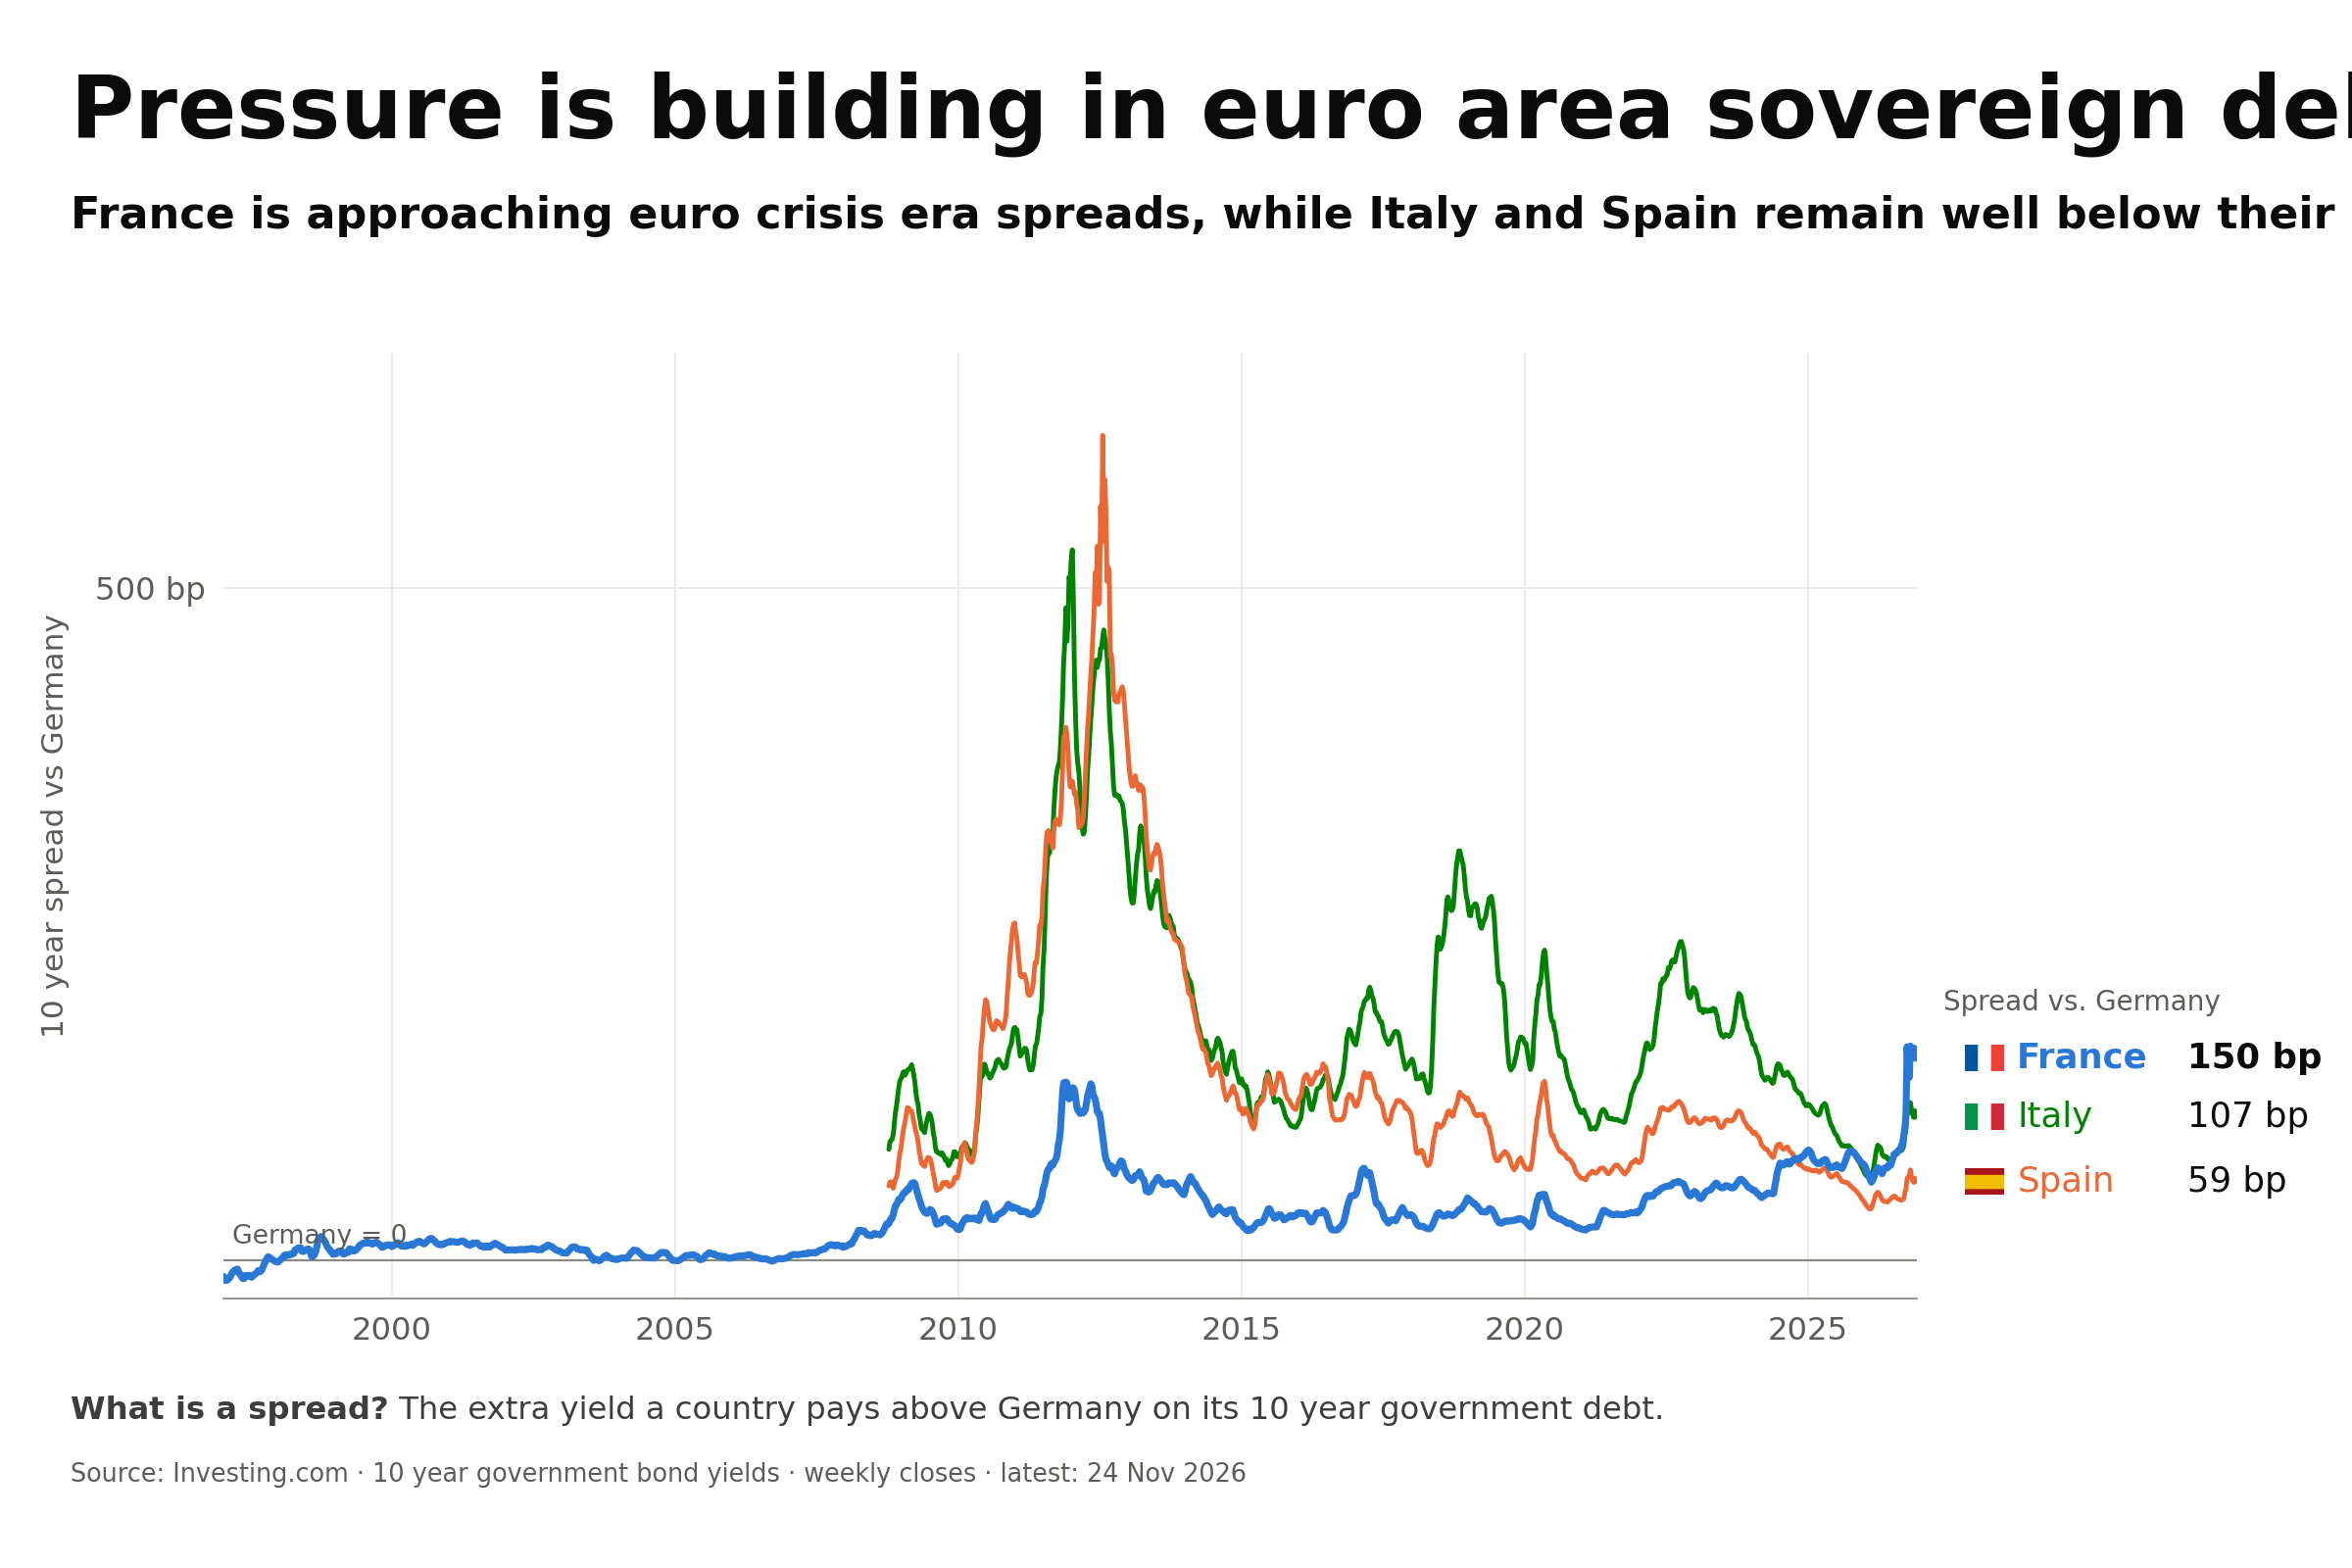 Pressure is building in euro area sovereign
France is approaching euro crisis era spreads, while Italy and Spain remain well below their
10 year spread vs Germany
500 bp
Germany = 0
Spread vs. Germany
France 150 bp
Italy 107 bp
Spain 59 bp
2000 2005 2010 2015 2020 2025
What is a spread? The extra yield a country pays above Germany on its 10 year government debt.
Source: Investing.com · 10 year government bond yields · weekly closes · latest: 24 Nov 2026